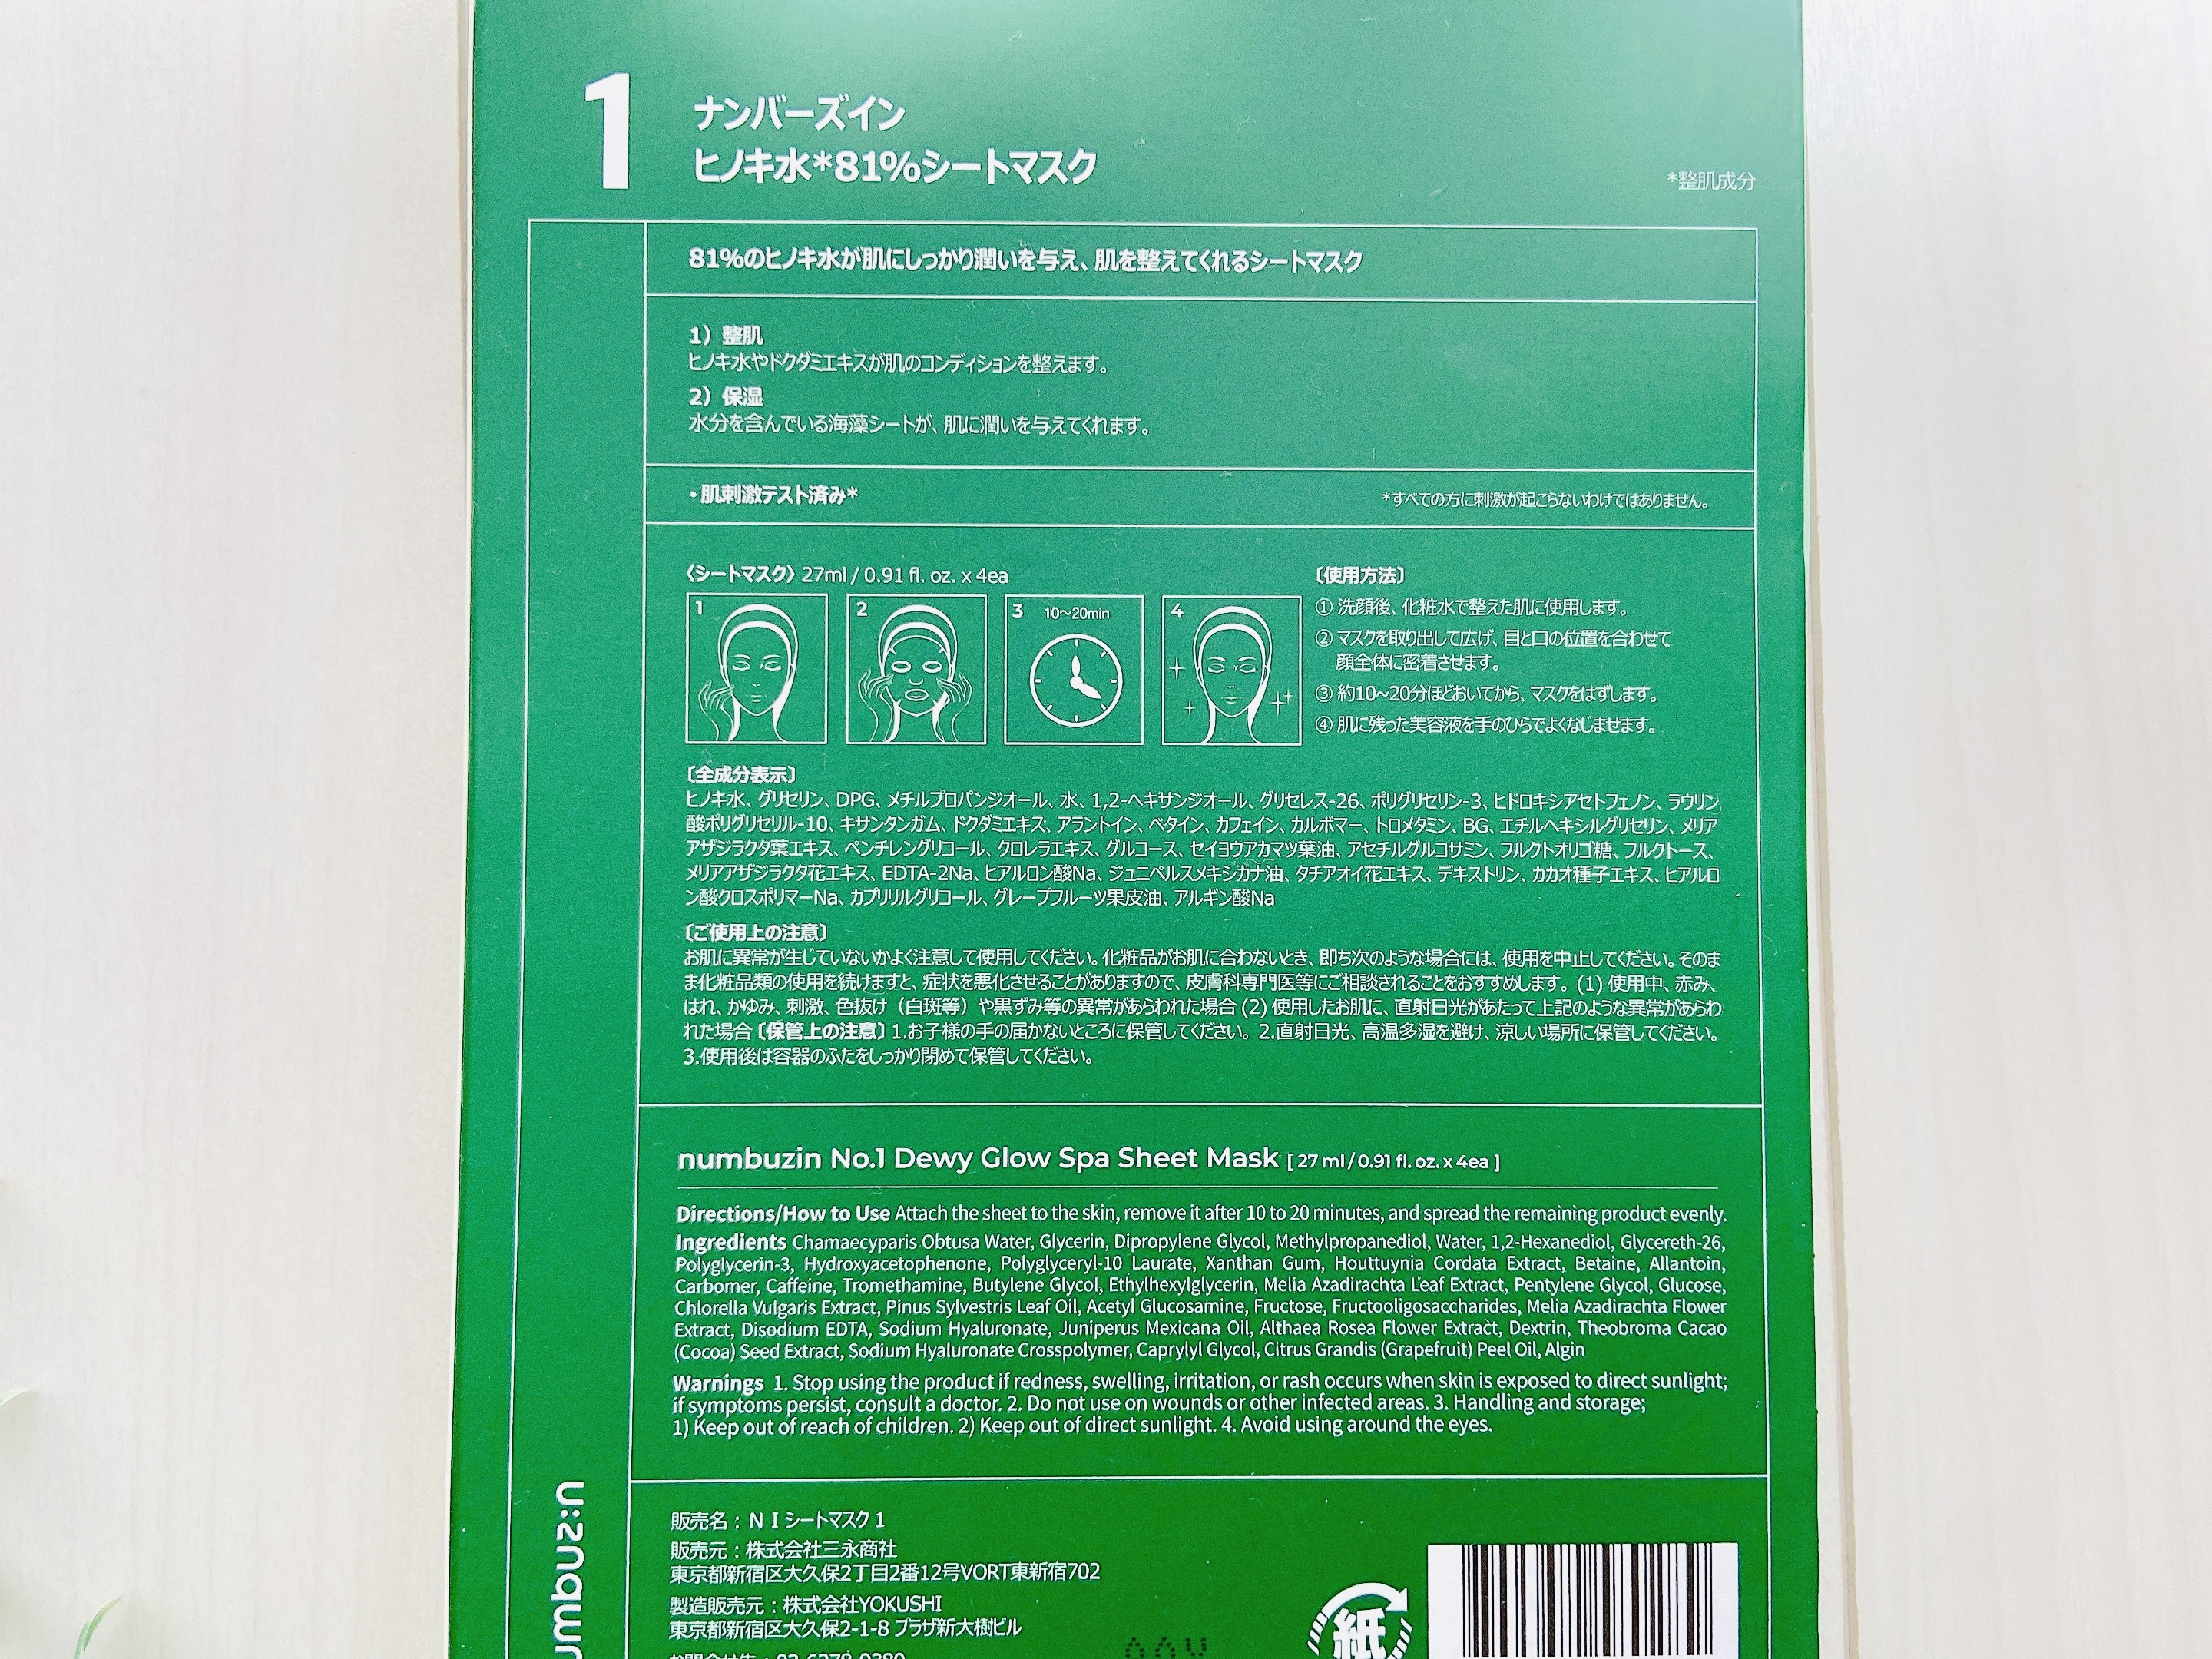 1
ナンバーズイン
ヒノキ水*81%シートマスク
*整肌成分
81%のヒノキ水が肌にしっかり潤いを与え、肌を整えてくれるシートマスク
1）整肌
ヒノキ水やドクダミエキスが肌のコンディションを整えます。
2）保湿
水分を含んでいる海藻シートが、肌に潤いを与えてくれます。
・肌刺激テスト済み*
*すべての方に刺激が起こらないわけではありません。
〈シートマスク〉27ml / 0.91 fl. oz. x 4ea
1
2
3 10〜20min
4
〔使用方法〕
① 洗顔後、化粧水で整えた肌に使用します。
② マスクを取り出して広げ、目と口の位置を合わせて
顔全体に密着させます。
③ 約10〜20分ほどおいてから、マスクをはずします。
④ 肌に残った美容液を手のひらでよくなじませます。
〔全成分表示〕
ヒノキ水、グリセリン、DPG、メチルプロパンジオール、水、1,2-ヘキサンジオール、グリセレス-26、ポリグリセリン-3、ヒドロキシアセトフェノン、ラウリン
酸ポリグリセリル-10、キサンタンガム、ドクダミエキス、アラントイン、ベタイン、カフェイン、カルボマー、トロメタミン、BG、エチルヘキシルグリセリン、メリア
アザジラクタ葉エキス、ペンチレングリコール、クロレラエキス、グルコース、セイヨウアカマツ葉油、アセチルグルコサミン、フルクトオリゴ糖、フルクトース、
メリアアザジラクタ花エキス、EDTA-2Na、ヒアルロン酸Na、ジュニペルスメキシカナ油、タチアオイ花エキス、デキストリン、カカオ種子エキス、ヒアルロ
ン酸クロスポリマーNa、カプリリルグリコール、グレープフルーツ果皮油、アルギン酸Na
〔ご使用上の注意〕
お肌に異常が生じていないかよく注意して使用してください。化粧品がお肌に合わないとき、即ち次のような場合には、使用を中止してください。そのま
ま化粧品類の使用を続けますと、症状を悪化させることがありますので、皮膚科専門医等にご相談されることをおすすめします。(1) 使用中、赤み、
はれ、かゆみ、刺激、色抜け（白斑等）や黒ずみ等の異常があらわれた場合 (2) 使用したお肌に、直射日光があたって上記のような異常があらわ
れた場合〔保管上の注意〕1.お子様の手の届かないところに保管してください。2.直射日光、高温多湿を避け、涼しい場所に保管してください。
3.使用後は容器のふたをしっかり閉めて保管してください。
numbuzin No.1 Dewy Glow Spa Sheet Mask [ 27 ml / 0.91 fl. oz. x 4ea ]
Directions/How to Use Attach the sheet to the skin, remove it after 10 to 20 minutes, and spread the remaining product evenly.
Ingredients Chamaecyparis Obtusa Water, Glycerin, Dipropylene Glycol, Methylpropanediol, Water, 1,2-Hexanediol, Glycereth-26,
Polyglycerin-3, Hydroxyacetophenone, Polyglyceryl-10 Laurate, Xanthan Gum, Houttuynia Cordata Extract, Betaine, Allantoin,
Carbomer, Caffeine, Tromethamine, Butylene Glycol, Ethylhexylglycerin, Melia Azadirachta Leaf Extract, Pentylene Glycol, Glucose,
Chlorella Vulgaris Extract, Pinus Sylvestris Leaf Oil, Acetyl Glucosamine, Fructose, Fructooligosaccharides, Melia Azadirachta Flower
Extract, Disodium EDTA, Sodium Hyaluronate, Juniperus Mexicana Oil, Althaea Rosea Flower Extract, Dextrin, Theobroma Cacao
(Cocoa) Seed Extract, Sodium Hyaluronate Crosspolymer, Caprylyl Glycol, Citrus Grandis (Grapefruit) Peel Oil, Algin
Warnings 1. Stop using the product if redness, swelling, irritation, or rash occurs when skin is exposed to direct sunlight;
if symptoms persist, consult a doctor. 2. Do not use on wounds or other infected areas. 3. Handling and storage;
1) Keep out of reach of children. 2) Keep out of direct sunlight. 4. Avoid using around the eyes.
販売名：ＮＩシートマスク１
販売元：株式会社三永商社
東京都新宿区大久保2丁目2番12号VORT東新宿702
製造販売元：株式会社YOKUSHI
東京都新宿区大久保2-1-8 プラザ新大樹ビル
紙
umbuz:n